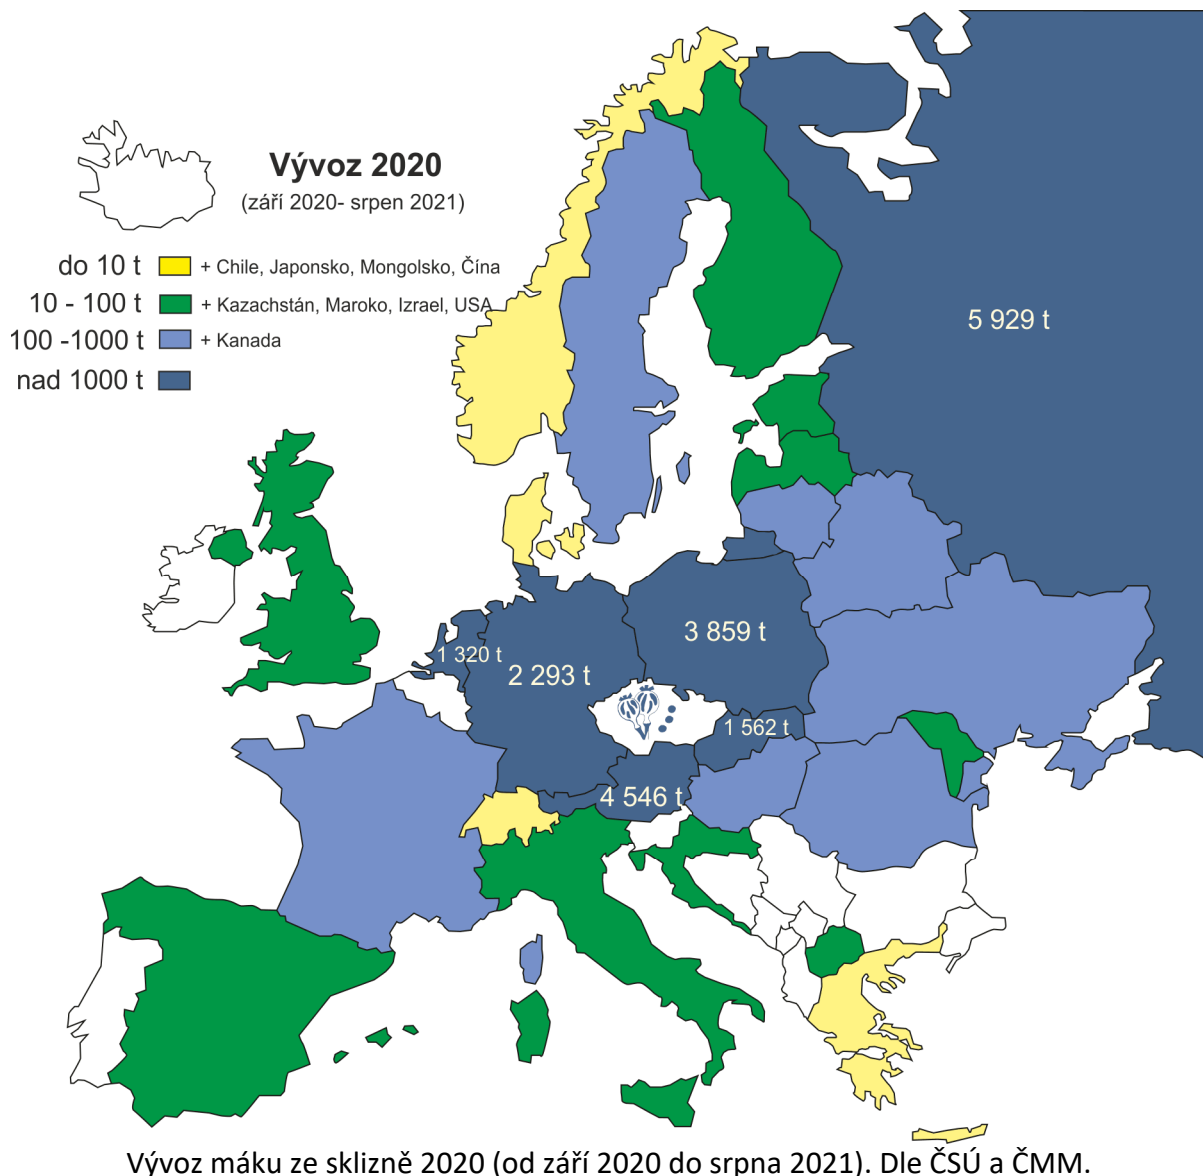 Vývoz 2020
(září 2020- srpen 2021)
do 10 t + Chile, Japonsko, Mongolsko, Čína
10 - 100 t + Kazachstán, Maroko, Izrael, USA
100 -1000 t + Kanada
nad 1000 t
5 929 t
3 859 t
1 320 t
2 293 t
1 562 t
4 546 t
Vývoz máku ze sklizně 2020 (od září 2020 do srpna 2021). Dle ČSÚ a ČMM.